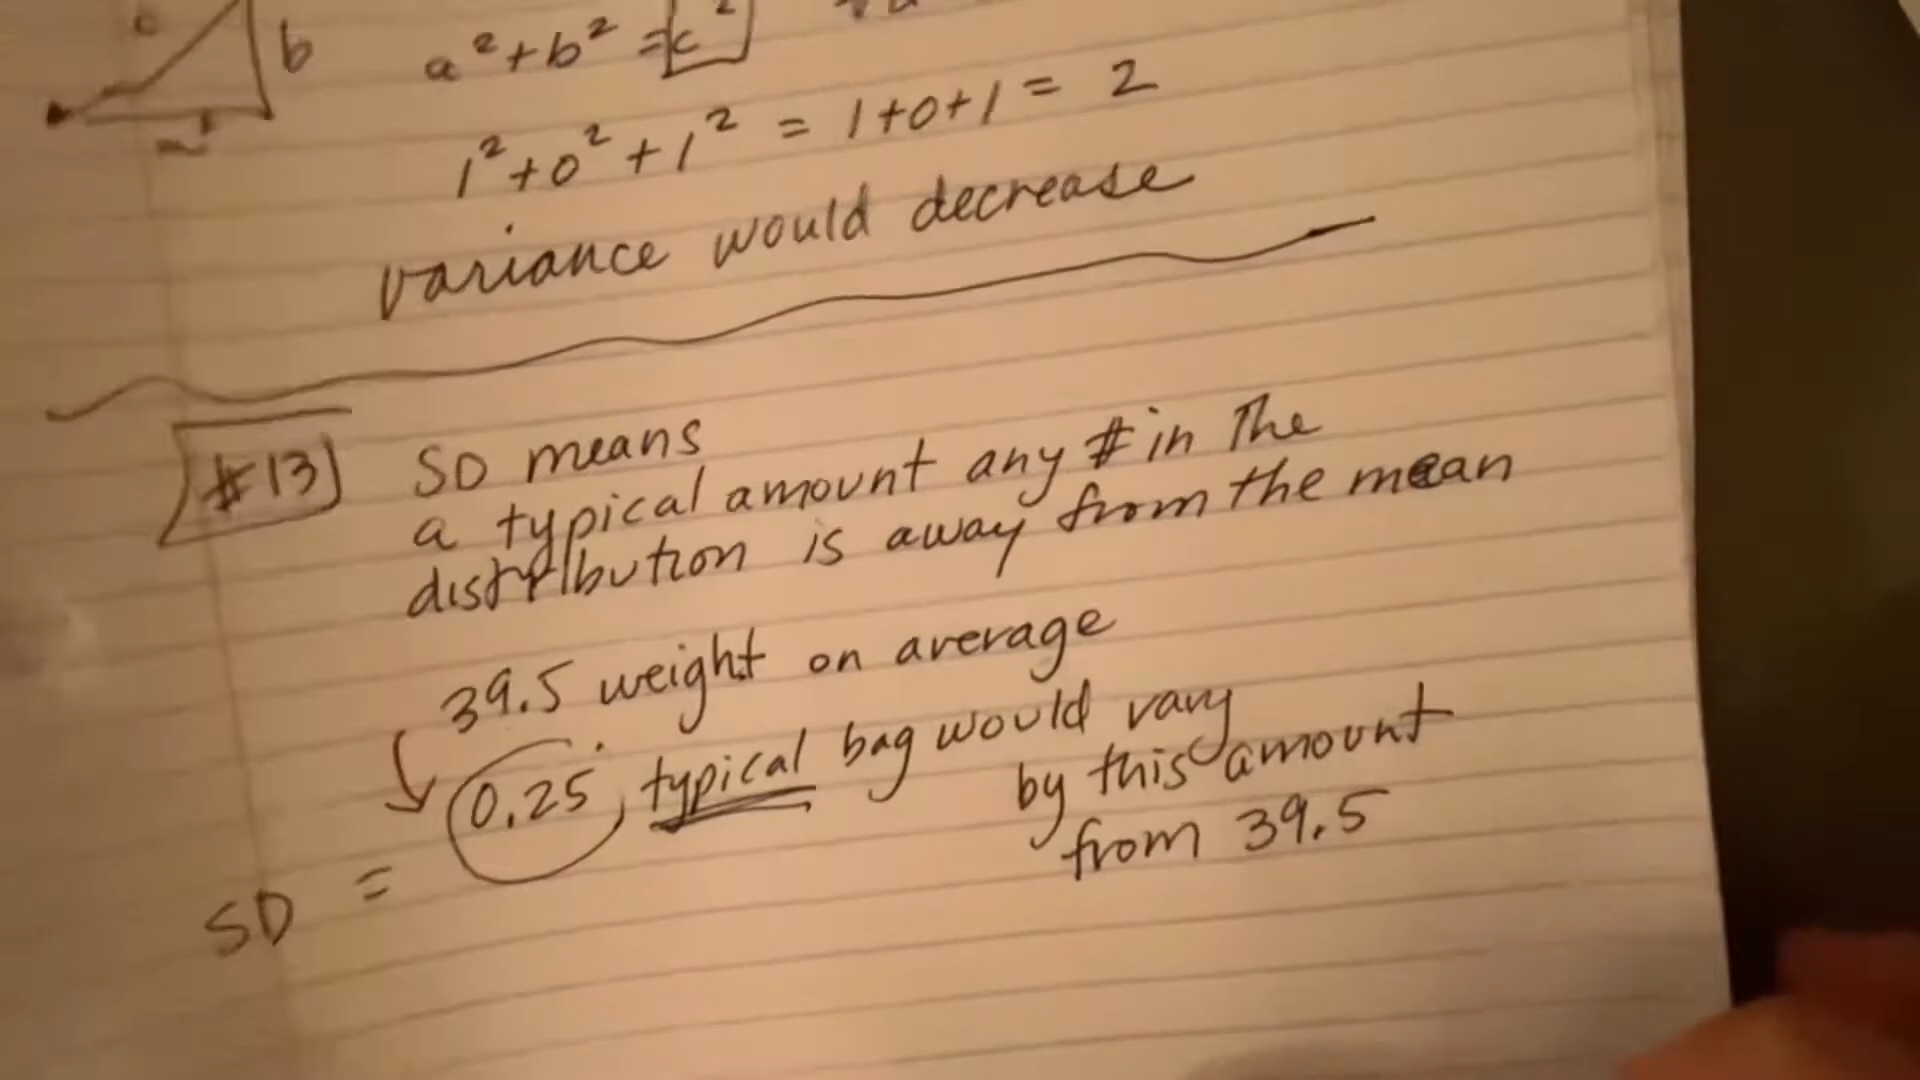 b
a² + b² = c²
1² + 0² + 1² = 1 + 0 + 1 = 2
variance would decrease
#13 SD means
a typical amount any # in the
distribution is away from the mean
39.5 weight on average
0.25, typical bag would vary
by this amount
from 39.5
SD =